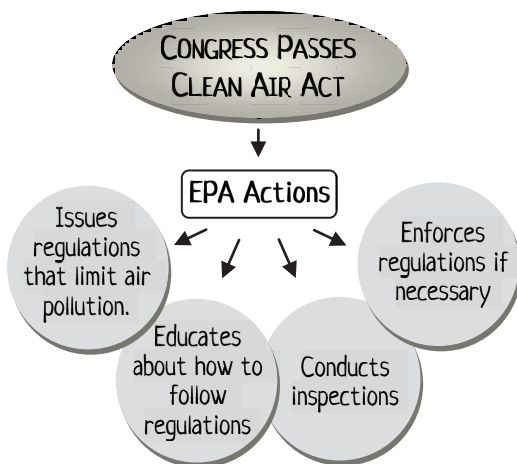 CONGRESS PASSES
CLEAN AIR ACT
EPA Actions
Issues
regulations
that limit air
pollution.
Educates
about how to
follow
regulations
Conducts
inspections
Enforces
regulations if
necessary